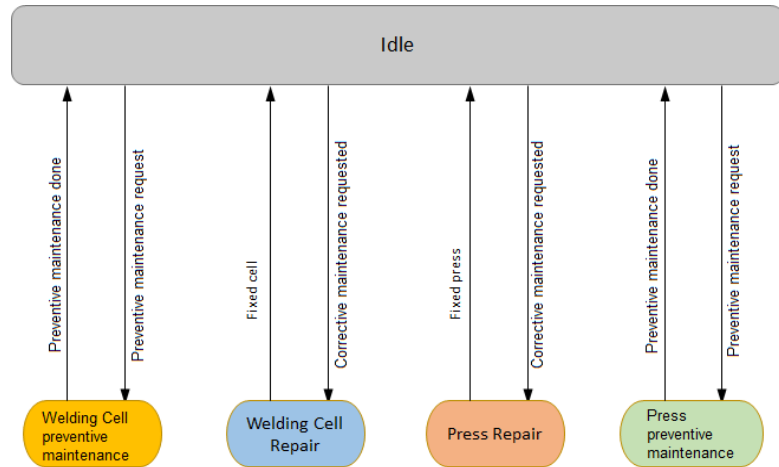 Idle
Preventive maintenance done
Preventive maintenance request
Fixed cell
Corrective maintenance requested
Fixed press
Corrective maintenance requested
Preventive maintenance done
Preventive maintenance request
Welding Cell
preventive
maintenance
Welding Cell
Repair
Press Repair
Press
preventive
maintenance